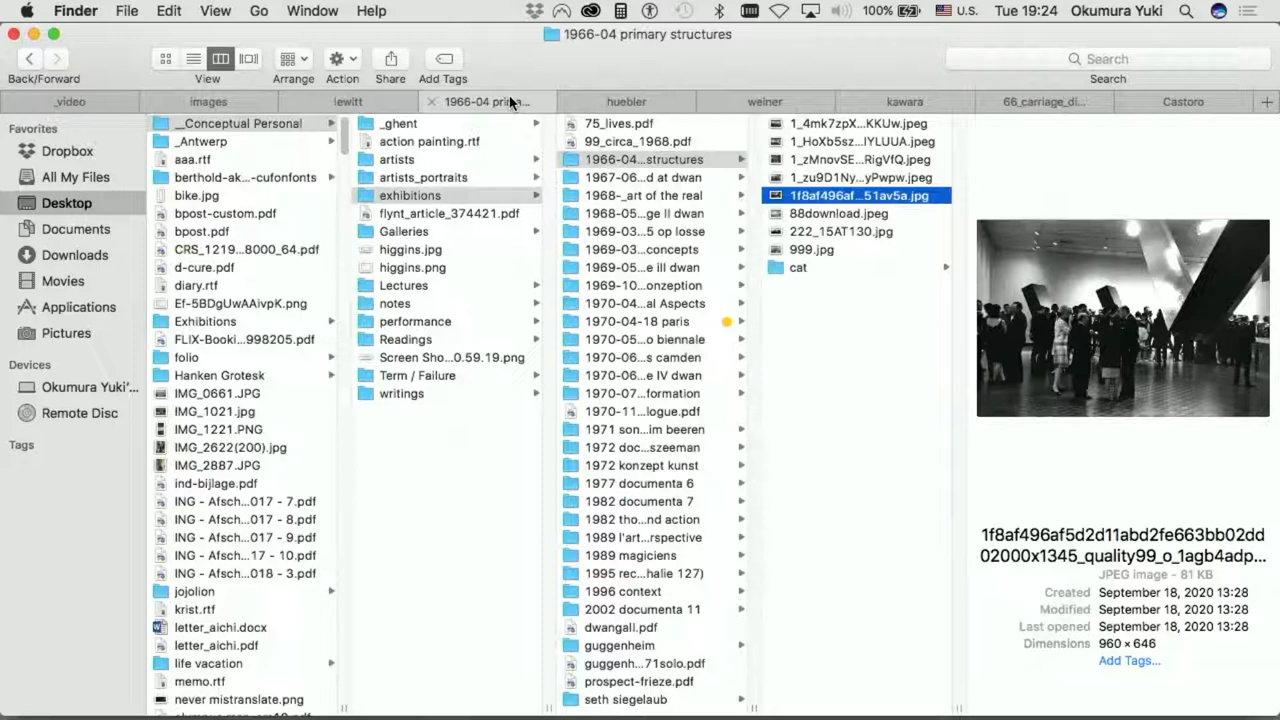 Finder File Edit View Go Window Help 100% U.S. Tue 19:24 Okumura Yuki
1966-04 primary structures
Back/Forward View Arrange Action Share Add Tags Search
Search
_video images lewitt 1966-04 prima... huebler weiner kawara 66_carriage_di... Castoro
Favorites
Dropbox
All My Files
Desktop
Documents
Downloads
Movies
Applications
Pictures
Devices
Okumura Yuki'...
Remote Disc
Tags
__Conceptual Personal
_Antwerp
aaa.rtf
berthold-ak...-cufonfonts
bike.jpg
bpost-custom.pdf
bpost.pdf
CRS_1219...8000_64.pdf
d-cure.pdf
diary.rtf
Ef-5BDgUwAAivpK.png
Exhibitions
FLIX-Booki...998205.pdf
folio
Hanken Grotesk
IMG_0661.JPG
IMG_1021.jpg
IMG_1221.PNG
IMG_2622(200).jpg
IMG_2887.JPG
ind-bijlage.pdf
ING - Afsch...017 - 7.pdf
ING - Afsch...017 - 8.pdf
ING - Afsch...017 - 9.pdf
ING - Afsch...17 - 10.pdf
ING - Afsch...018 - 3.pdf
jojolion
krist.rtf
letter_aichi.docx
letter_aichi.pdf
life vacation
memo.rtf
never mistranslate.png
_ghent
action painting.rtf
artists
artists_portraits
exhibitions
flynt_article_374421.pdf
Galleries
higgins.jpg
higgins.png
Lectures
notes
performance
Readings
Screen Sho...0.59.19.png
Term / Failure
writings
75_lives.pdf
99_circa_1968.pdf
1966-04...structures
1967-06...d at dwan
1968-_art of the real
1968-05...ge II dwan
1969-03...5 op losse
1969-03...concepts
1969-05...e ill dwan
1969-10...onzeption
1970-04...al Aspects
1970-04-18 paris
1970-05...o biennale
1970-06...s camden
1970-06...e IV dwan
1970-07...formation
1970-11...logue.pdf
1971 son...im beeren
1972 doc...szeeman
1972 konzept kunst
1977 documenta 6
1982 documenta 7
1982 tho...nd action
1989 l'art...rspective
1989 magiciens
1995 rec...halie 127)
1996 context
2002 documenta 11
dwangall.pdf
guggenheim
guggenh...71solo.pdf
prospect-frieze.pdf
seth siegelaub
1_4mk7zpX...KKUw.jpeg
1_HoXb5sz...IYLUUA.jpeg
1_zMnovSE...RigVfQ.jpeg
1_zu9D1Ny...yPwpw.jpeg
1f8af496af...51av5a.jpg
88download.jpeg
222_15AT130.jpg
999.jpg
cat
1f8af496af5d2d11abd2fe663bb02dd
02000x1345_quality99_o_1agb4adp...
JPEG image - 81 KB
Created September 18, 2020 13:28
Modified September 18, 2020 13:28
Last opened September 18, 2020 13:28
Dimensions 960 × 646
Add Tags...